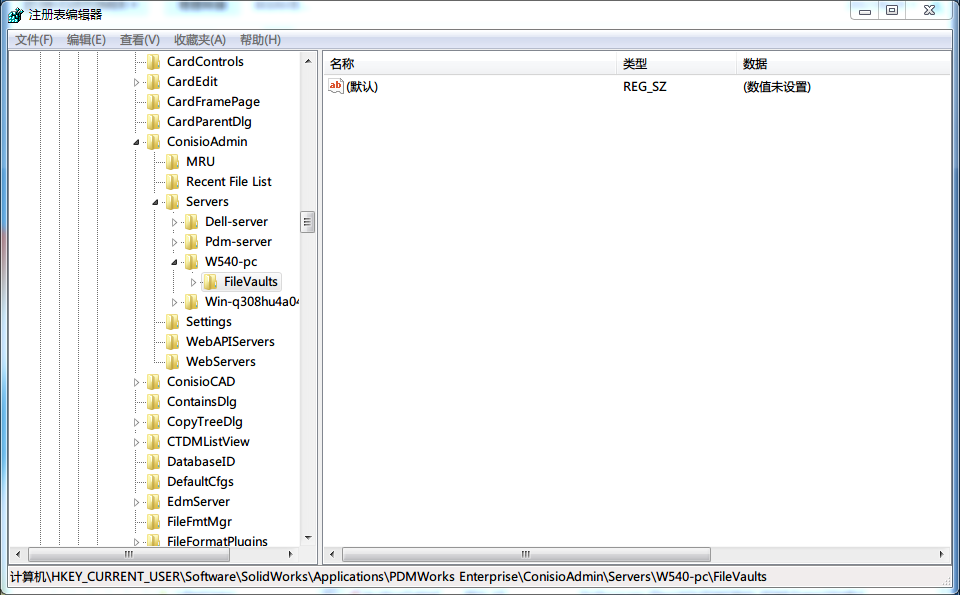 注册表编辑器
文件(F) 编辑(E) 查看(V) 收藏夹(A) 帮助(H)
名称 类型 数据
ab (默认) REG_SZ (数值未设置)
CardControls
CardEdit
CardFramePage
CardParentDlg
ConisioAdmin
MRU
Recent File List
Servers
Dell-server
Pdm-server
W540-pc
FileVaults
Win-q308hu4a04
Settings
WebAPIServers
WebServers
ConisioCAD
ContainsDlg
CopyTreeDlg
CTDMListView
DatabaseID
DefaultCfgs
EdmServer
FileFmtMgr
FileFormatPlugins
计算机\HKEY_CURRENT_USER\Software\SolidWorks\Applications\PDMWorks Enterprise\ConisioAdmin\Servers\W540-pc\FileVaults